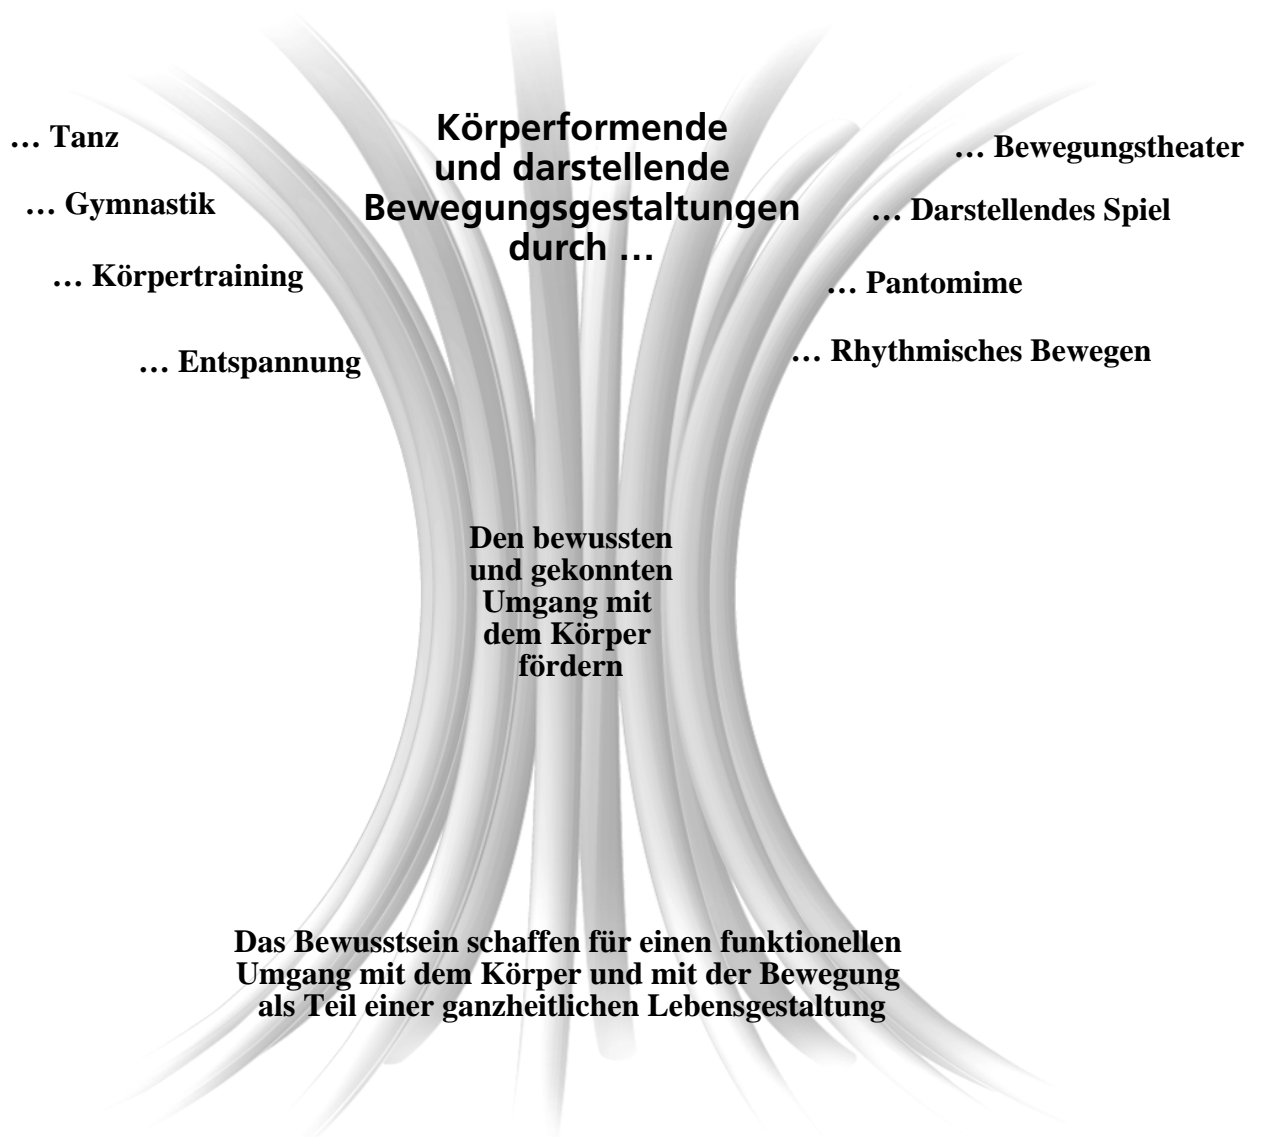 Körperformende
und darstellende
Bewegungsgestaltungen
durch …
… Tanz
… Gymnastik
… Körpertraining
… Entspannung
… Bewegungstheater
… Darstellendes Spiel
… Pantomime
… Rhythmisches Bewegen
Den bewussten
und gekonnten
Umgang mit
dem Körper
fördern
Das Bewusstsein schaffen für einen funktionellen
Umgang mit dem Körper und mit der Bewegung
als Teil einer ganzheitlichen Lebensgestaltung